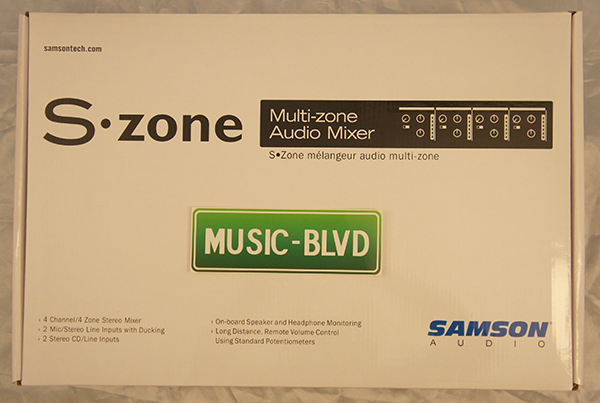 samsontech.com
S•zone
Multi-zone
Audio Mixer
S•Zone mélangeur audio multi-zone
MUSIC-BLVD
› 4 Channel/4 Zone Stereo Mixer
› 2 Mic/Stereo Line Inputs with Ducking
› 2 Stereo CD/Line Inputs
› On-board Speaker and Headphone Monitoring
› Long Distance, Remote Volume Control
Using Standard Potentiometers
SAMSON
AUDIO